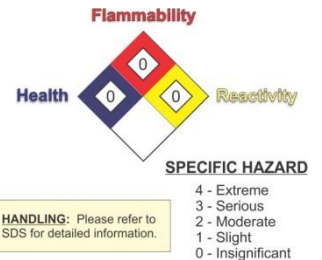 Flammability
0
Health 0 0 Reactivity
SPECIFIC HAZARD
4 - Extreme
3 - Serious
2 - Moderate
1 - Slight
0 - Insignificant
HANDLING: Please refer to
SDS for detailed information.